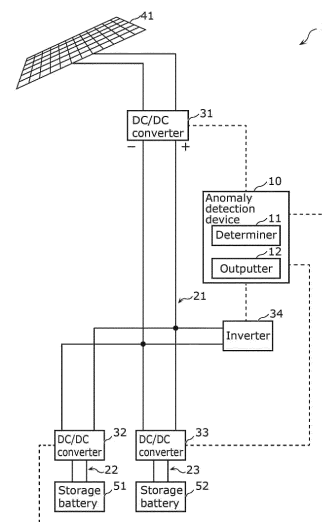 41
31
DC/DC
converter
− +
10
Anomaly
detection
device
11
Determiner
12
Outputter
21
34
Inverter
32
DC/DC
converter
33
DC/DC
converter
22
23
51
Storage
battery
52
Storage
battery